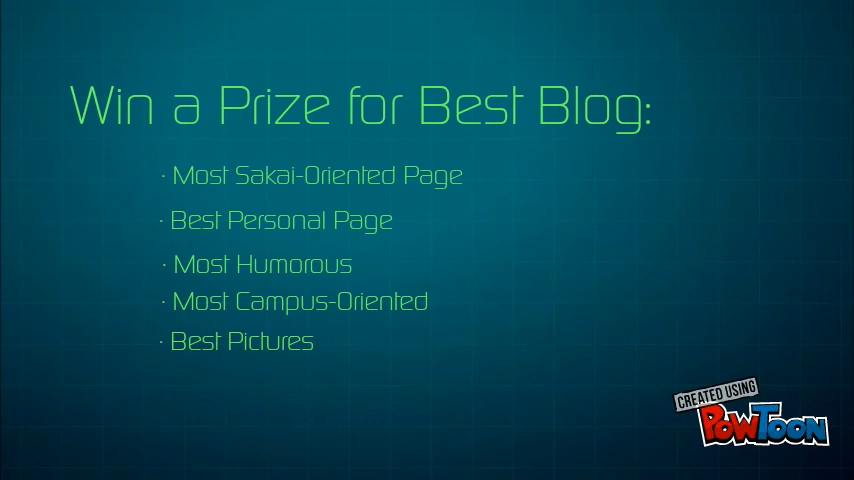 Win a Prize for Best Blog:
· Most Sakai-Oriented Page
· Best Personal Page
· Most Humorous
· Most Campus-Oriented
· Best Pictures
CREATED USING
POWTOON